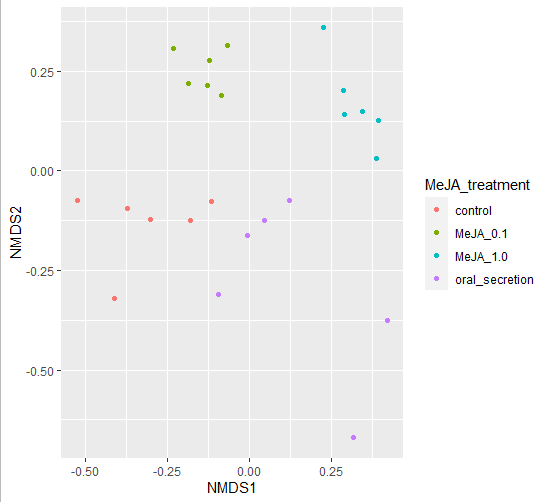 0.25
0.00
-0.25
-0.50
NMDS2
-0.50
-0.25
0.00
0.25
NMDS1
MeJA_treatment
control
MeJA_0.1
MeJA_1.0
oral_secretion